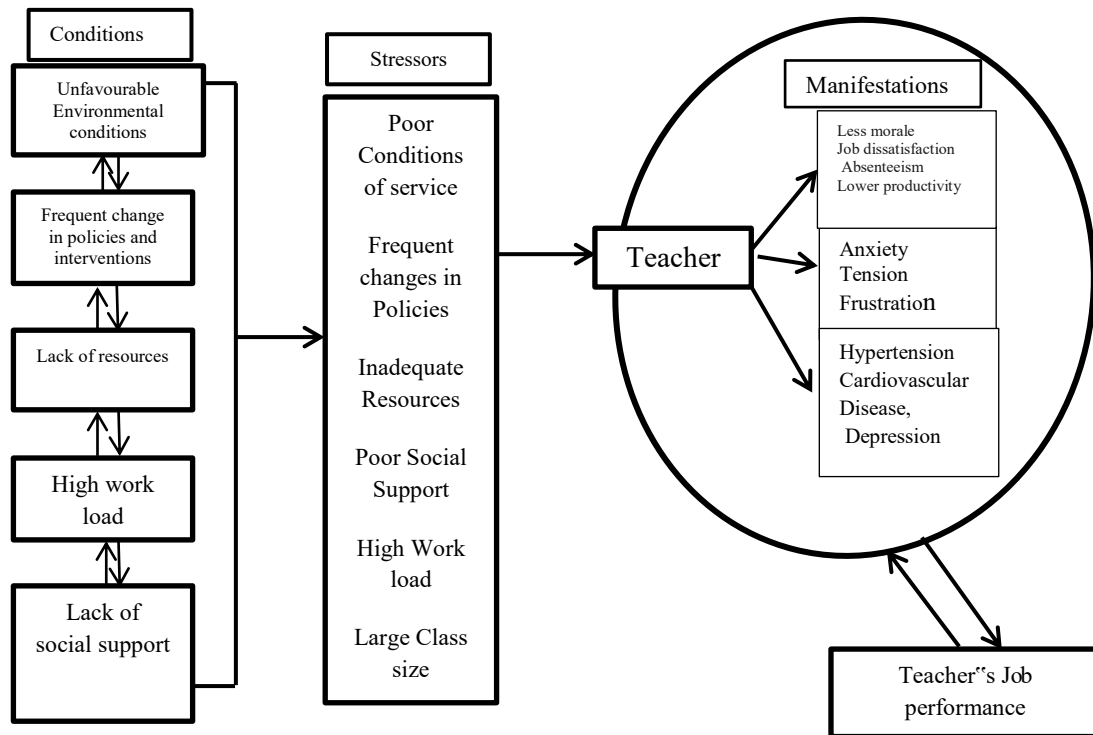 Conditions
Unfavourable
Environmental
conditions
Frequent change
in policies and
interventions
Lack of resources
High work
load
Lack of
social support
Stressors
Poor
Conditions
of service
Frequent
changes in
Policies
Inadequate
Resources
Poor Social
Support
High Work
load
Large Class
size
Teacher
Manifestations
Less morale
Job dissatisfaction
Absenteeism
Lower productivity
Anxiety
Tension
Frustration
Hypertension
Cardiovascular
Disease,
Depression
Teacher‟s Job
performance